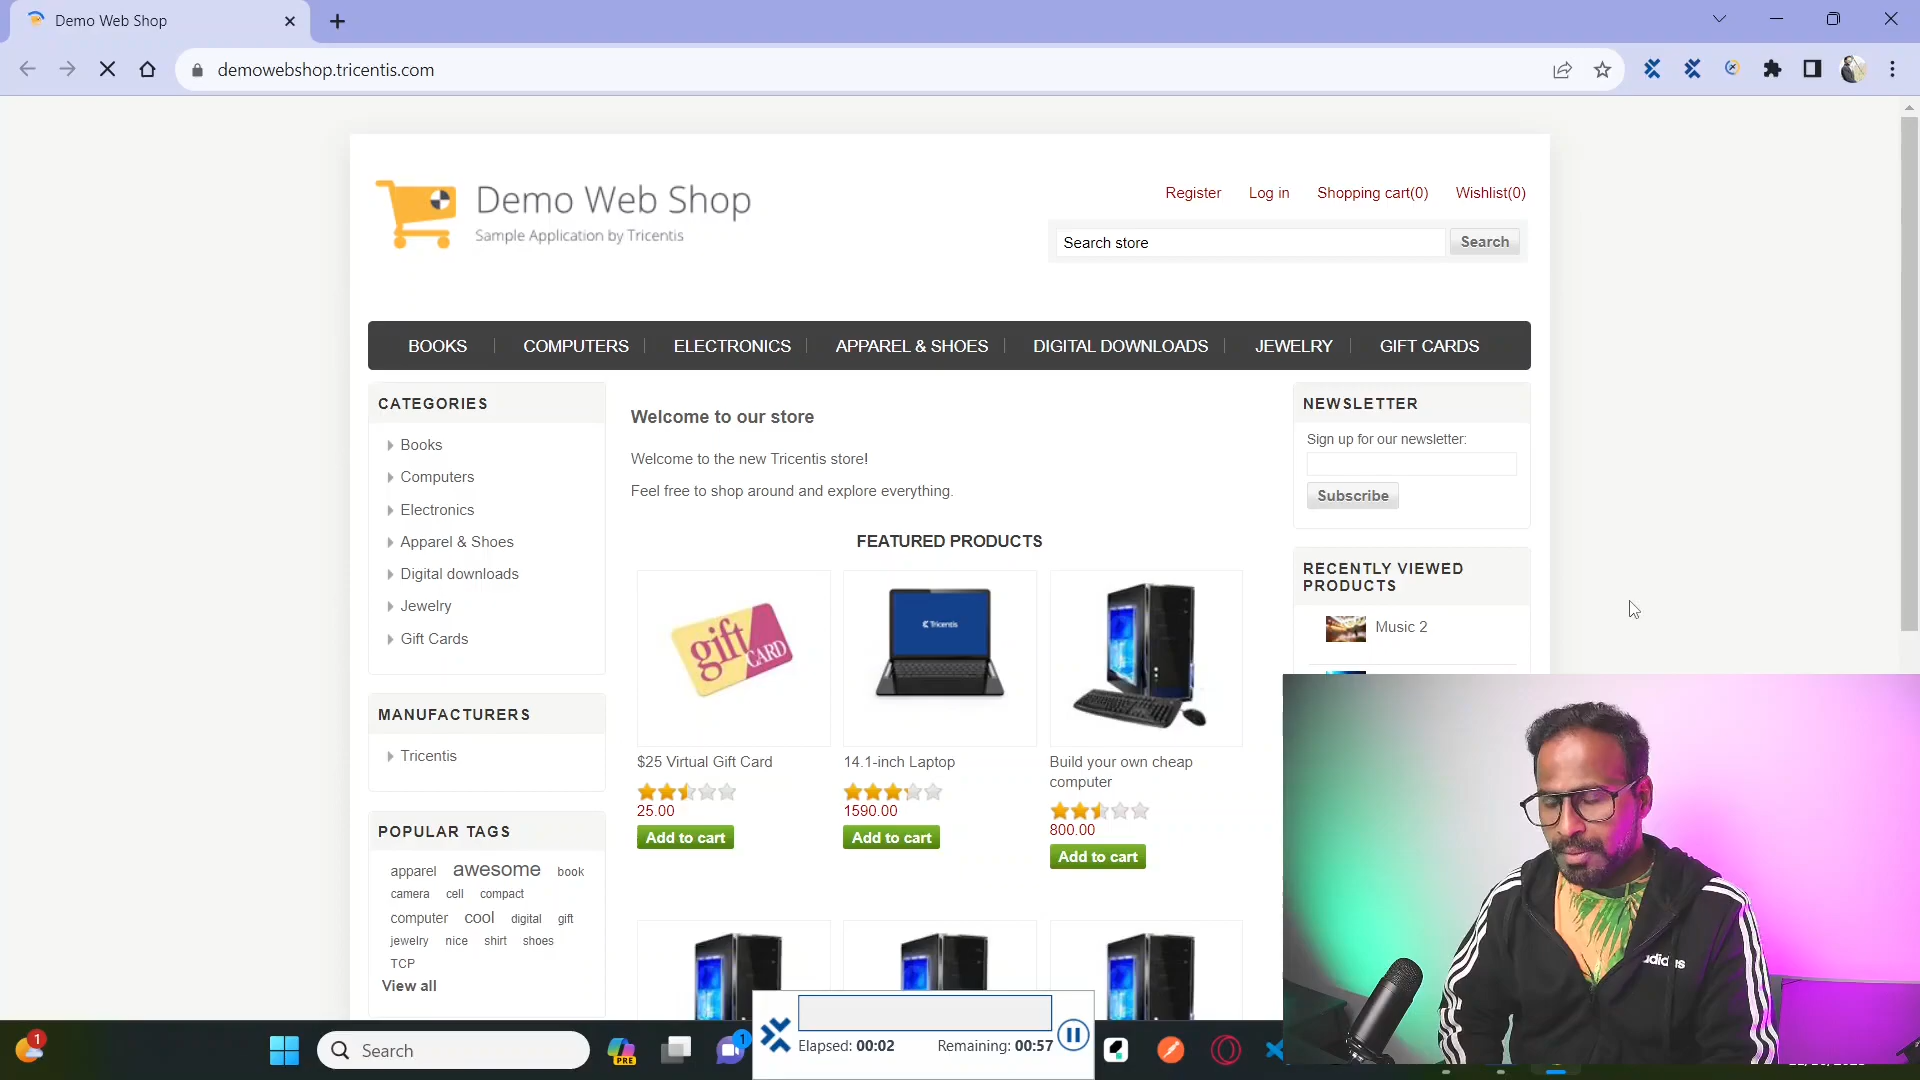 Demo Web Shop
demowebshop.tricentis.com
Demo Web Shop
Sample Application by Tricentis
Register Log in Shopping cart(0) Wishlist(0)
Search store Search
BOOKS COMPUTERS ELECTRONICS APPAREL & SHOES DIGITAL DOWNLOADS JEWELRY GIFT CARDS
CATEGORIES
Books
Computers
Electronics
Apparel & Shoes
Digital downloads
Jewelry
Gift Cards
MANUFACTURERS
Tricentis
POPULAR TAGS
apparel awesome book
camera cell compact
computer cool digital gift
jewelry nice shirt shoes
TCP
View all
Welcome to our store
Welcome to the new Tricentis store!
Feel free to shop around and explore everything.
FEATURED PRODUCTS
gift CARD
Tricentis
$25 Virtual Gift Card
25.00
Add to cart
14.1-inch Laptop
1590.00
Add to cart
Build your own cheap
computer
800.00
Add to cart
NEWSLETTER
Sign up for our newsletter:
Subscribe
RECENTLY VIEWED
PRODUCTS
Music 2
adidas
1
Search
PRE
1
Elapsed: 00:02 Remaining: 00:57